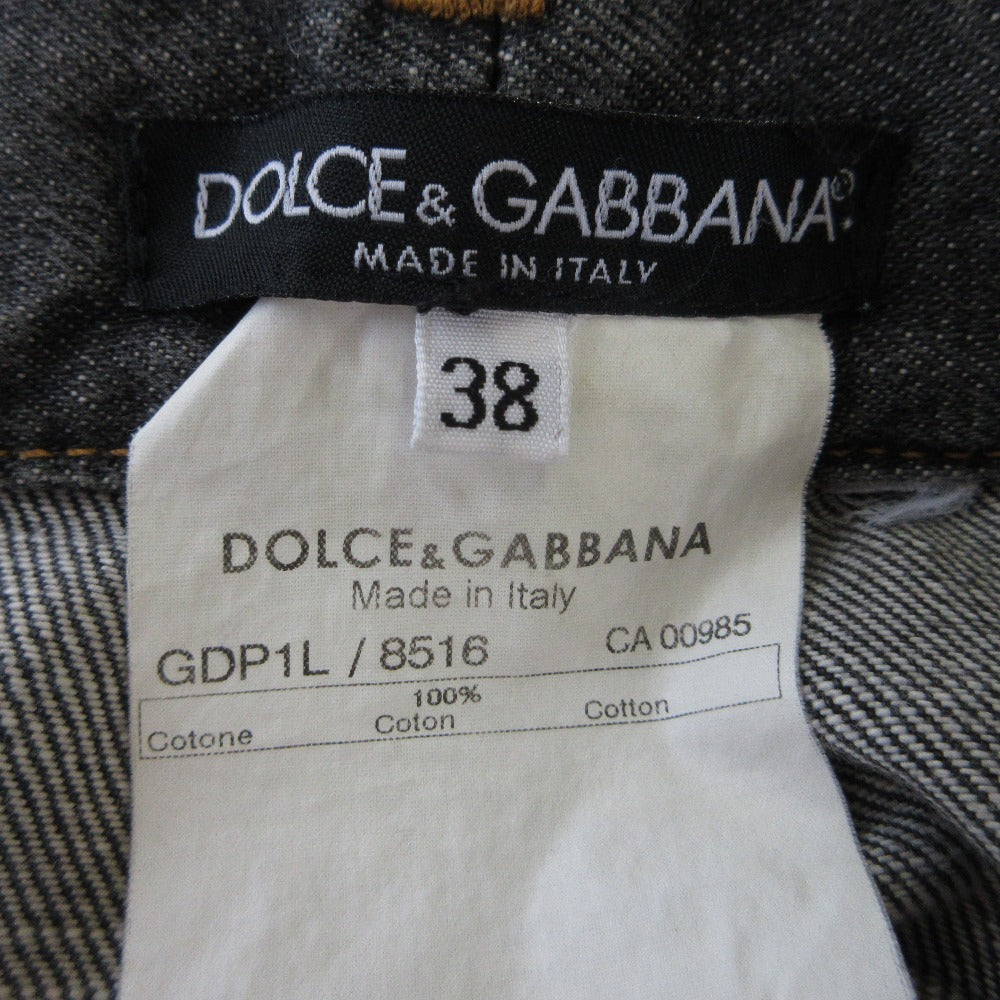 DOLCE & GABBANA®
MADE IN ITALY
38
DOLCE&GABBANA
Made in Italy
GDP1L / 8516 CA 00985
100%
Cotone Coton Cotton